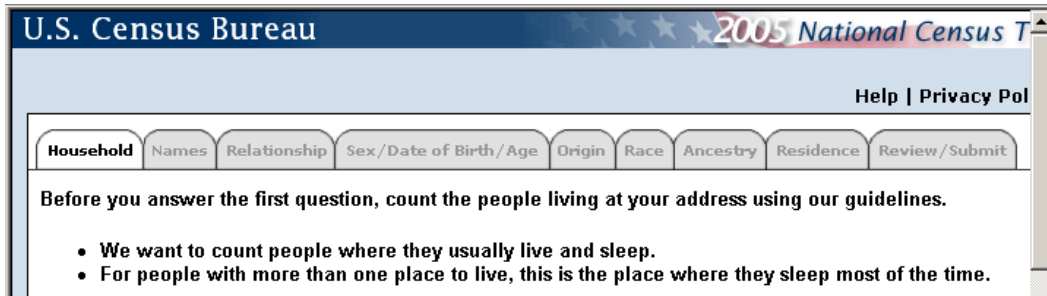 U.S. Census Bureau
2005 National Census T
Help | Privacy Pol
Household Names Relationship Sex/Date of Birth/Age Origin Race Ancestry Residence Review/Submit
Before you answer the first question, count the people living at your address using our guidelines.
• We want to count people where they usually live and sleep.
• For people with more than one place to live, this is the place where they sleep most of the time.